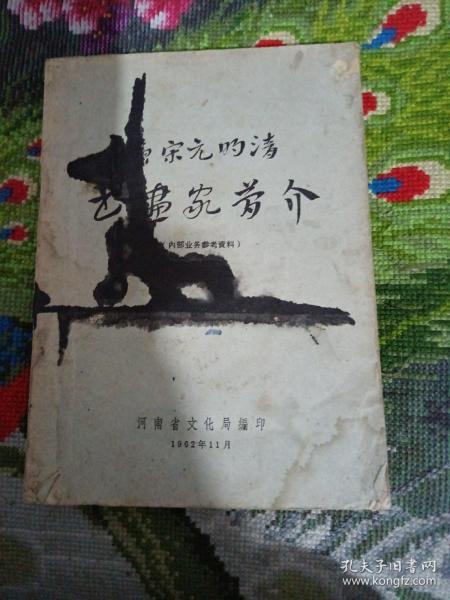 唐宋元明清
书画家简介
（内部业务参考資料）
河南省文化局編印
1962年11月
孔夫子旧书网
www.kongfz.com